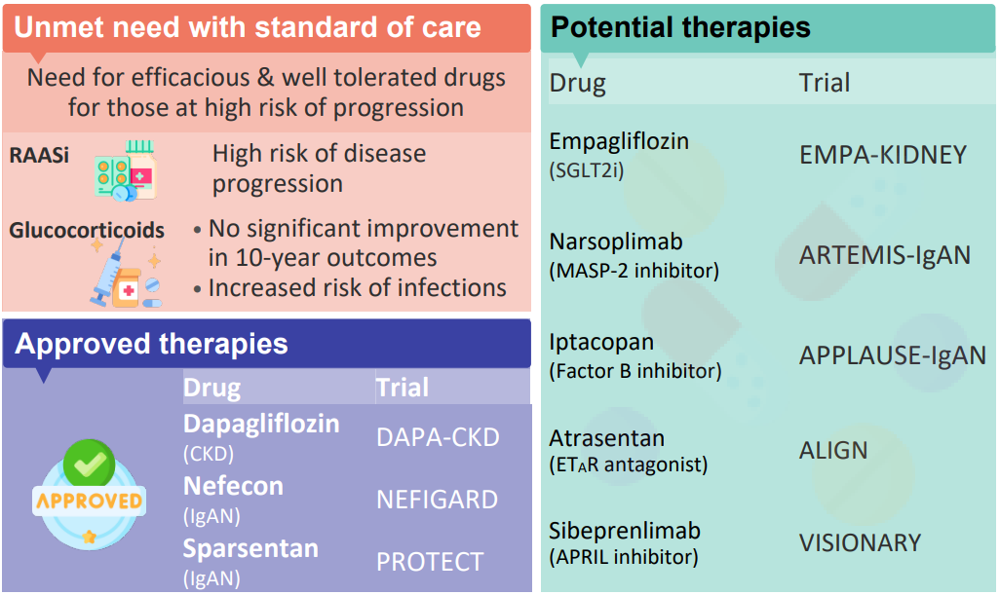 Unmet need with standard of care
Need for efficacious & well tolerated drugs
for those at high risk of progression
RAASi
High risk of disease
progression
Glucocorticoids
• No significant improvement
in 10-year outcomes
• Increased risk of infections
Approved therapies
Drug Trial
Dapagliflozin
(CKD)
DAPA-CKD
Nefecon
(IgAN)
NEFIGARD
Sparsentan
(IgAN)
PROTECT
APPROVED
Potential therapies
Drug Trial
Empagliflozin
(SGLT2i)
EMPA-KIDNEY
Narsoplimab
(MASP-2 inhibitor)
ARTEMIS-IgAN
Iptacopan
(Factor B inhibitor)
APPLAUSE-IgAN
Atrasentan
(ETAR antagonist)
ALIGN
Sibeprenlimab
(APRIL inhibitor)
VISIONARY